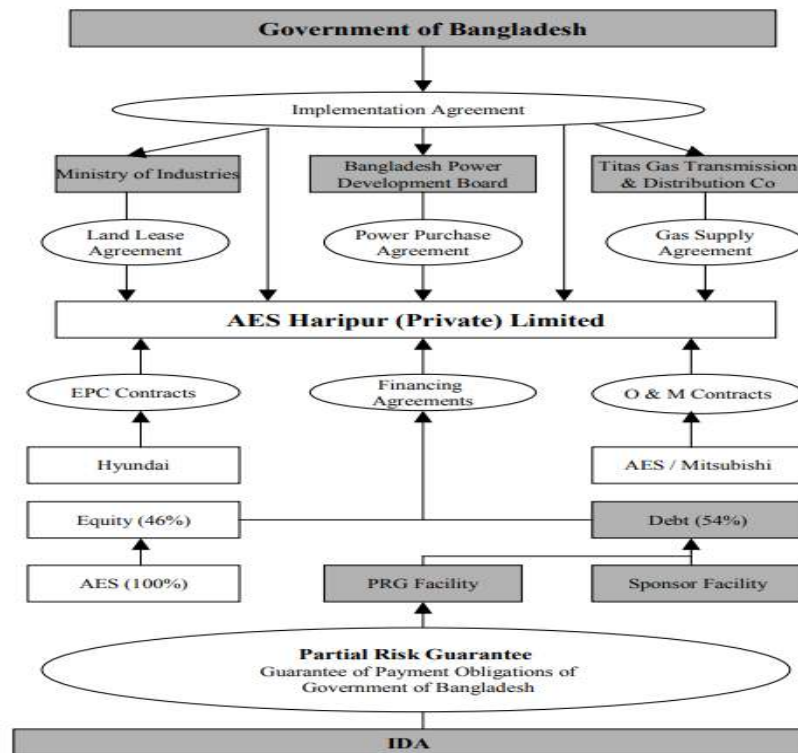 Government of Bangladesh
Implementation Agreement
Ministry of Industries
Bangladesh Power
Development Board
Titas Gas Transmission
& Distribution Co
Land Lease
Agreement
Power Purchase
Agreement
Gas Supply
Agreement
AES Haripur (Private) Limited
EPC Contracts
Financing
Agreements
O & M Contracts
Hyundai
AES / Mitsubishi
Equity (46%)
Debt (54%)
AES (100%)
PRG Facility
Sponsor Facility
Partial Risk Guarantee
Guarantee of Payment Obligations of
Government of Bangladesh
IDA